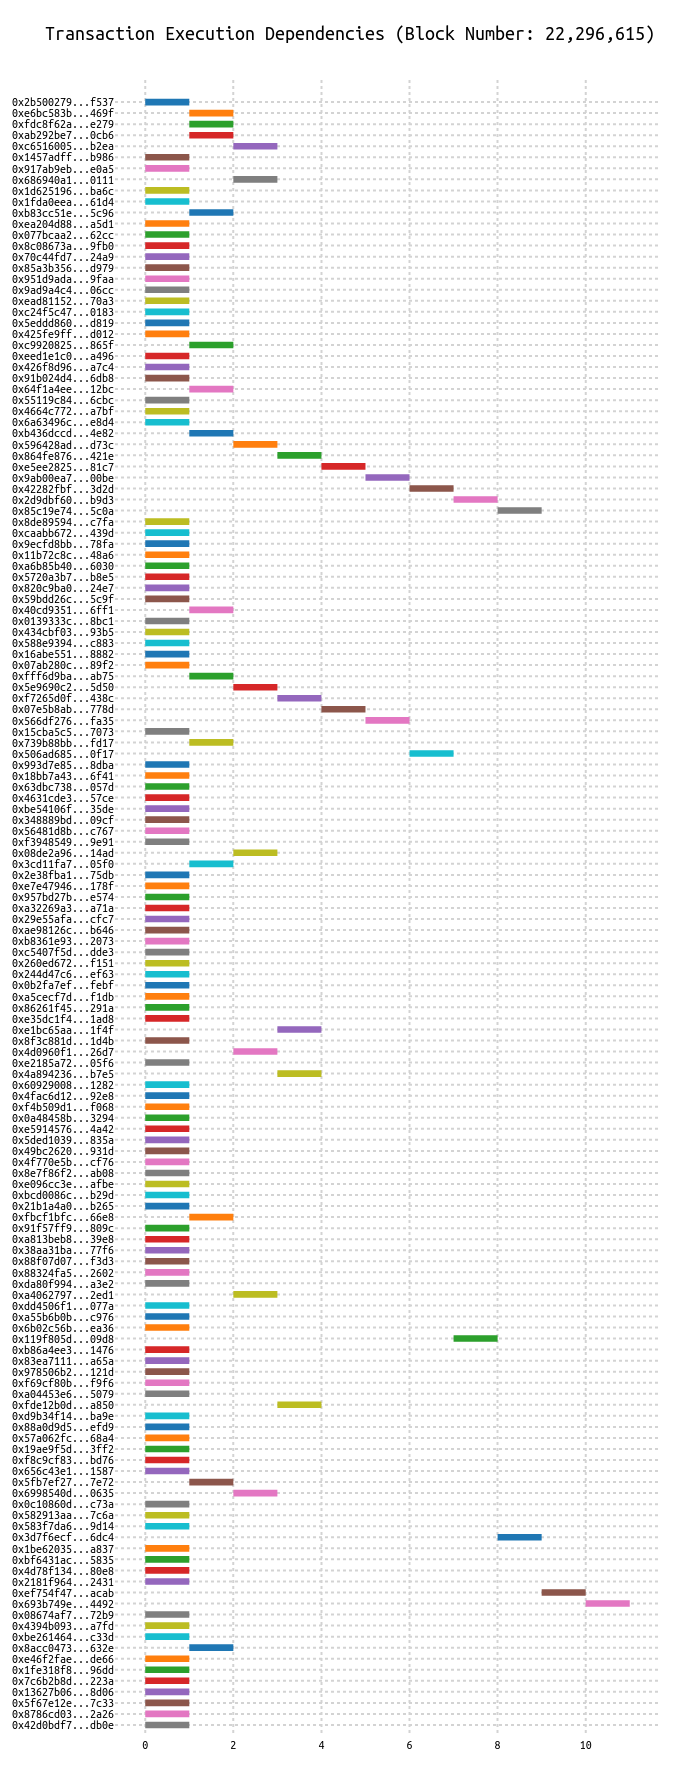 Transaction Execution Dependencies (Block Number: 22,296,615)
0x2b500279...f537
0xe6bc583b...469f
0xfdc8f62a...e279
0xab292be7...0cb6
0xc6516005...b2ea
0x1457adff...b986
0x917ab9eb...e0a5
0x686940a1...0111
0x1d625196...ba6c
0x1fda0eea...61d4
0xb83cc51e...5c96
0xea204d88...a5d1
0x077bcaa2...62cc
0x8c08673a...9fb0
0x70c44fd7...24a9
0x85a3b356...d979
0x951d9ada...9faa
0x9ad9a4c4...06cc
0xead81152...70a3
0xc24f5c47...0183
0x5eddd860...d819
0x425fe9ff...d012
0xc9920825...865f
0xeed1e1c0...a496
0x426f8d96...a7c4
0x91b024d4...6db8
0x64f1a4ee...12bc
0x55119c84...6cbc
0x4664c772...a7bf
0x6a63496c...e8d4
0xb436dccd...4e82
0x596428ad...d73c
0x864fe876...421e
0xe5ee2825...81c7
0x9ab00ea7...00be
0x42282fbf...3d2d
0x2d9dbf60...b9d3
0x85c19e74...5c0a
0x8de89594...c7fa
0xcaabb672...439d
0x9ecfd8bb...78fa
0x11b72c8c...48a6
0xa6b85b40...6030
0x5720a3b7...b8e5
0x820c9ba0...24e7
0x59bdd26c...5c9f
0x40cd9351...6ff1
0x0139333c...8bc1
0x434cbf03...93b5
0x588e9394...c883
0x16abe551...8882
0x07ab280c...89f2
0xfff6d9ba...ab75
0x5e9690c2...5d50
0xf7265d0f...438c
0x07e5b8ab...778d
0x566df276...fa35
0x15cba5c5...7073
0x739b88bb...fd17
0x506ad685...0f17
0x993d7e85...8dba
0x18bb7a43...6f41
0x63dbc738...057d
0x4631cde3...57ce
0xbe54106f...35de
0x348889bd...09cf
0x56481d8b...c767
0xf3948549...9e91
0x08de2a96...14ad
0x3cd11fa7...05f0
0x2e38fba1...75db
0xe7e47946...178f
0x957bd27b...e574
0xa32269a3...a71a
0x29e55afa...cfc7
0xae98126c...b646
0xb8361e93...2073
0xc5407f5d...dde3
0x260ed672...f151
0x244d47c6...ef63
0x0b2fa7ef...febf
0xa5cecf7d...f1db
0x86261f45...291a
0xe35dc1f4...1ad8
0xe1bc65aa...1f4f
0x8f3c881d...1d4b
0x4d0960f1...26d7
0xe2185a72...05f6
0x4a894236...b7e5
0x60929008...1282
0x4fac6d12...92e8
0xf4b509d1...f068
0x0a48458b...3294
0xe5914576...4a42
0x5ded1039...835a
0x49bc2620...931d
0x4f770e5b...cf76
0x8e7f86f2...ab08
0xe096cc3e...afbe
0xbcd0086c...b29d
0x21b1a4a0...b265
0xfbcf1bfc...66e8
0x91f57ff9...809c
0xa813beb8...39e8
0x38aa31ba...77f6
0x88f07d07...f3d3
0x88324fa5...2602
0xda80f994...a3e2
0xa4062797...2ed1
0xdd4506f1...077a
0xa55b6b0b...c976
0x6b02c56b...ea36
0x119f805d...09d8
0xb86a4ee3...1476
0x83ea7111...a65a
0x978506b2...121d
0xf69cf80b...f9f6
0xa04453e6...5079
0xfde12b0d...a850
0xd9b34f14...ba9e
0x88a0d9d5...efd9
0x57a062fc...68a4
0x19ae9f5d...3ff2
0xf8c9cf83...bd76
0x656c43e1...1587
0x5fb7ef27...7e72
0x6998540d...0635
0x0c10860d...c73a
0x582913aa...7c6a
0x583f7da6...9d14
0x3d7f6ecf...6dc4
0x1be62035...a837
0xbf6431ac...5835
0x4d78f134...80e8
0x2181f964...2431
0xef754f47...acab
0x693b749e...4492
0x08674af7...72b9
0x4394b093...a7fd
0xbe261464...c33d
0x8acc0473...632e
0xe46f2fae...de66
0x1fe318f8...96dd
0x7c6b2b8d...223a
0x13627b06...8d06
0x5f67e12e...7c33
0x8786cd03...2a26
0x42d0bdf7...db0e
0 2 4 6 8 10